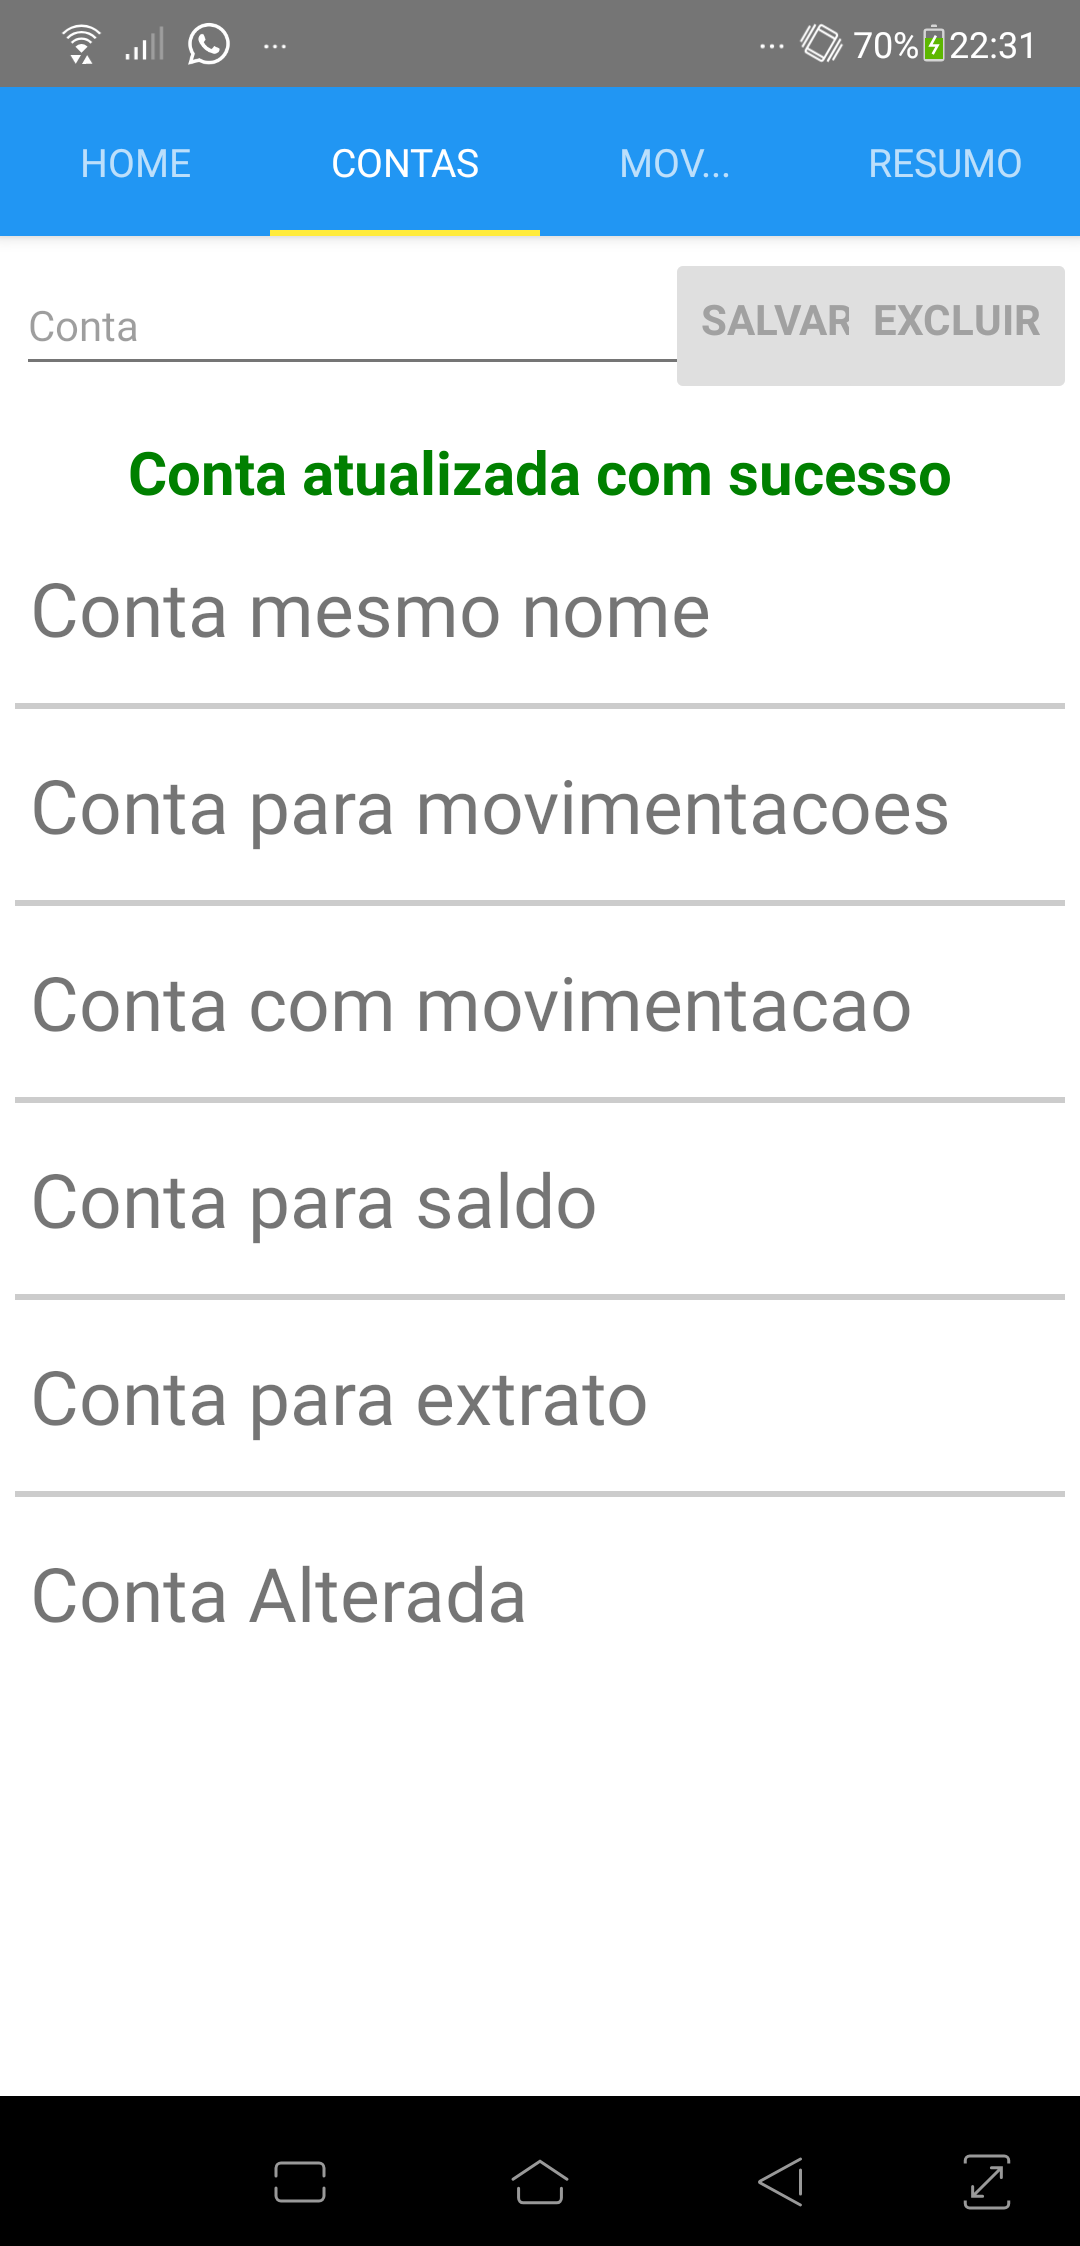 ... ... 70% 22:31
HOME CONTAS MOV... RESUMO
Conta SALVAR EXCLUIR
Conta atualizada com sucesso
Conta mesmo nome
Conta para movimentacoes
Conta com movimentacao
Conta para saldo
Conta para extrato
Conta Alterada